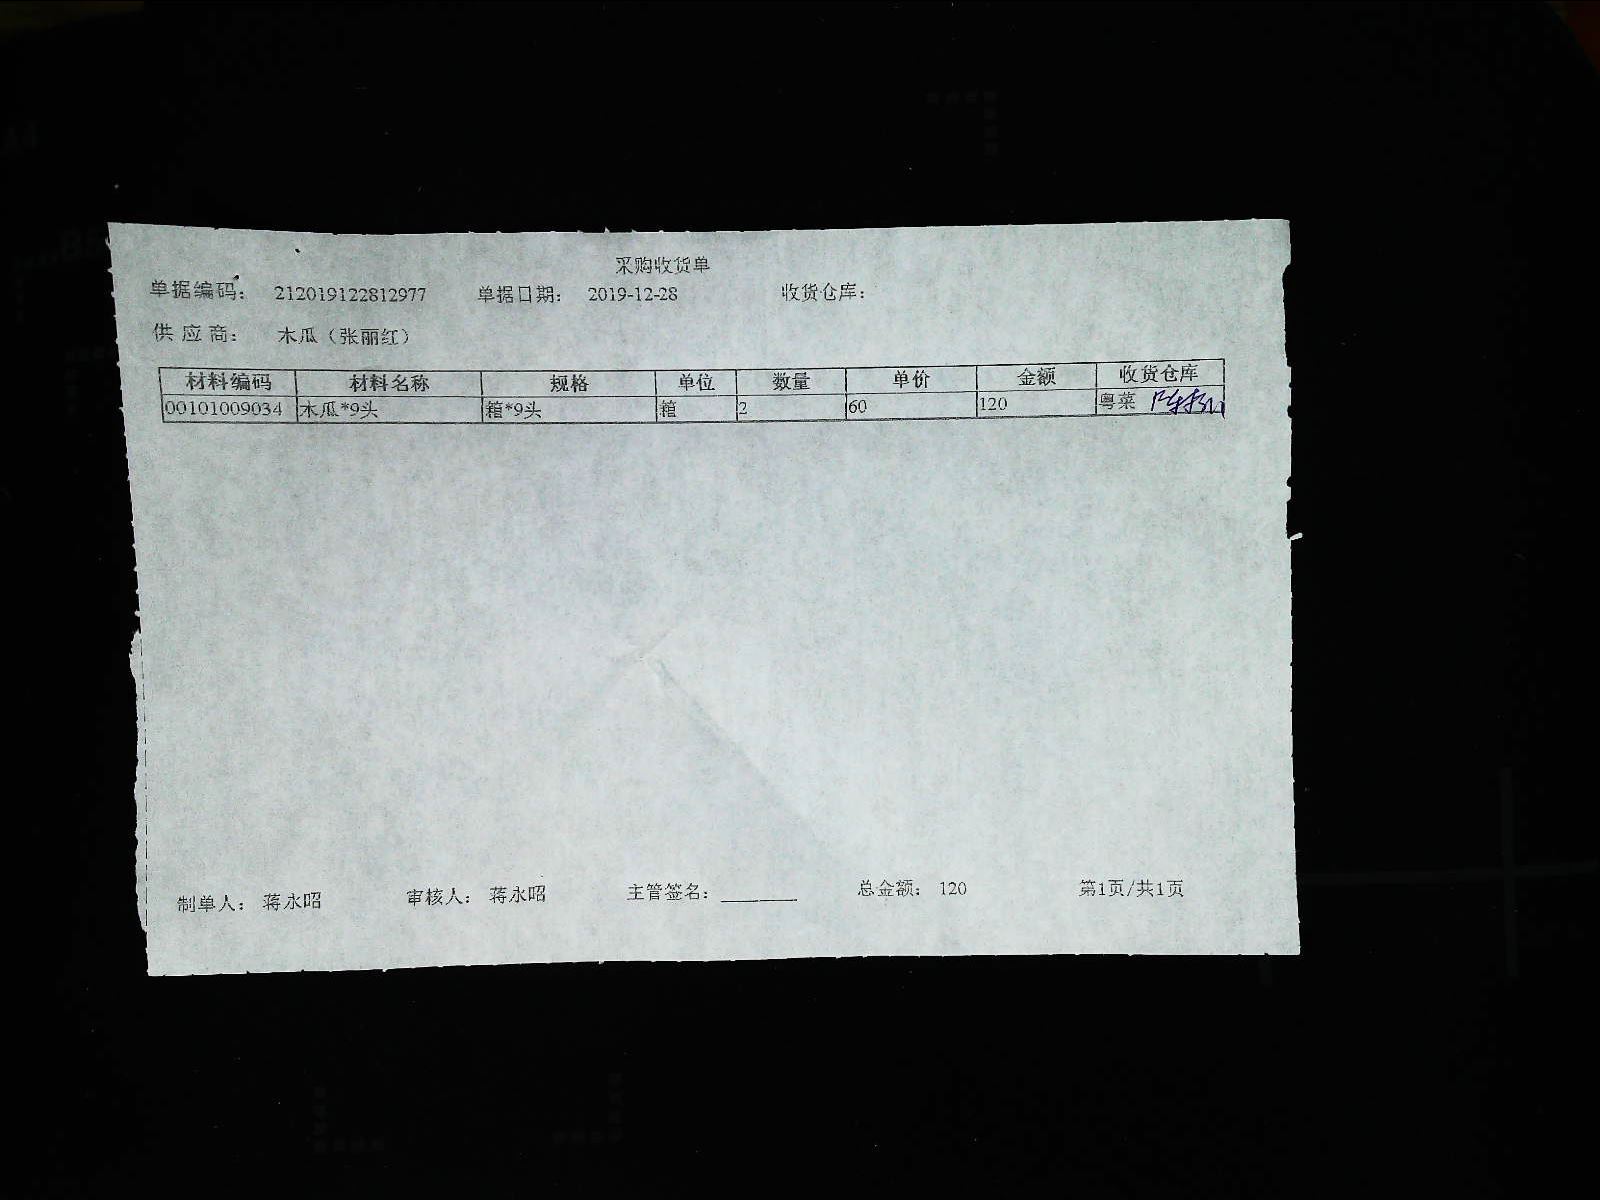 采购收货单
单据编码： 212019122812977 单据日期： 2019-12-28 收货仓库：
供 应 商： 木瓜（张丽红）
材料编码 材料名称 规格 单位 数量 单价 金额 收货仓库
00101009034 木瓜*9头 箱*9头 箱 2 60 120 粤菜
制单人： 蒋永昭 审核人： 蒋永昭 主管签名： 总金额： 120 第1页/共1页